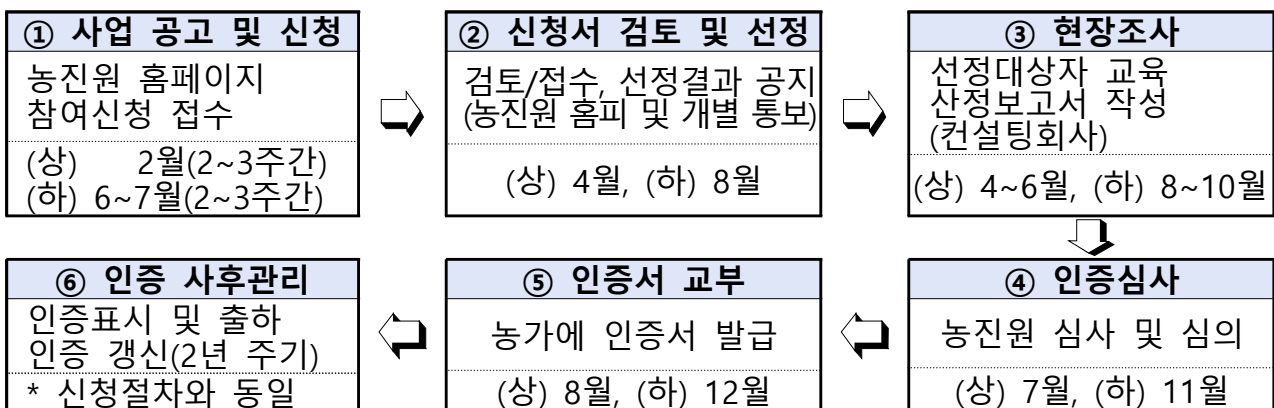 ① 사업 공고 및 신청
농진원 홈페이지
참여신청 접수
(상) 2월(2~3주간)
(하) 6~7월(2~3주간)
② 신청서 검토 및 선정
검토/접수, 선정결과 공지
(농진원 홈피 및 개별 통보)
(상) 4월, (하) 8월
③ 현장조사
선정대상자 교육
산정보고서 작성
(컨설팅회사)
(상) 4~6월, (하) 8~10월
④ 인증심사
농진원 심사 및 심의
(상) 7월, (하) 11월
⑤ 인증서 교부
농가에 인증서 발급
(상) 8월, (하) 12월
⑥ 인증 사후관리
인증표시 및 출하
인증 갱신(2년 주기)
* 신청절차와 동일